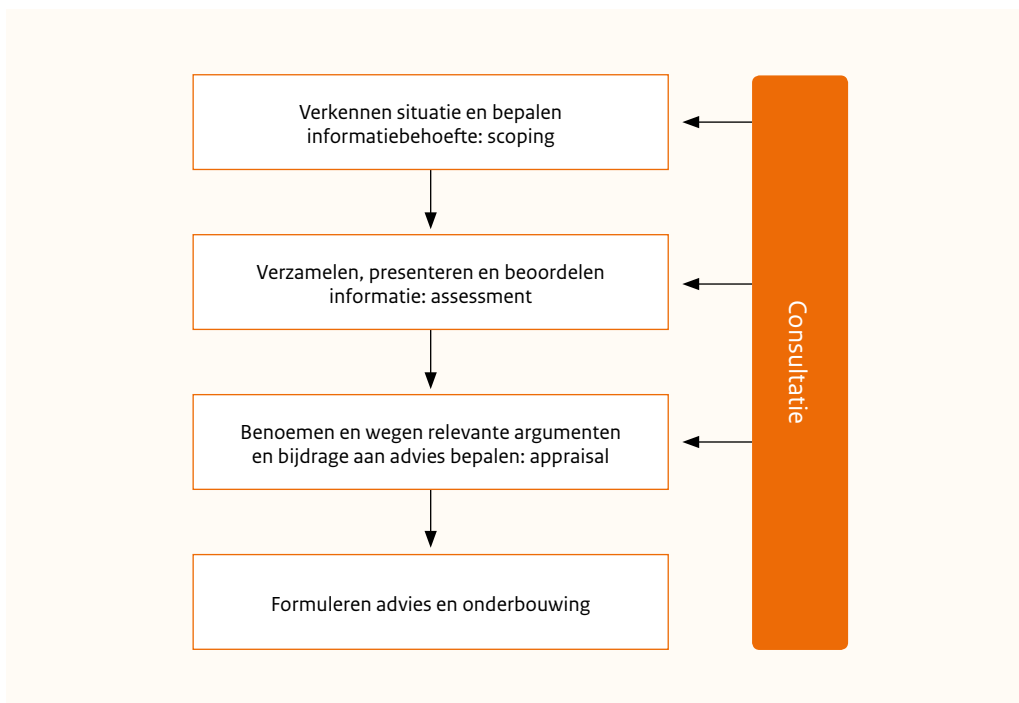 Verkennen situatie en bepalen
informatiebehoefte: scoping
Verzamelen, presenteren en beoordelen
informatie: assessment
Benoemen en wegen relevante argumenten
en bijdrage aan advies bepalen: appraisal
Formuleren advies en onderbouwing
Consultatie